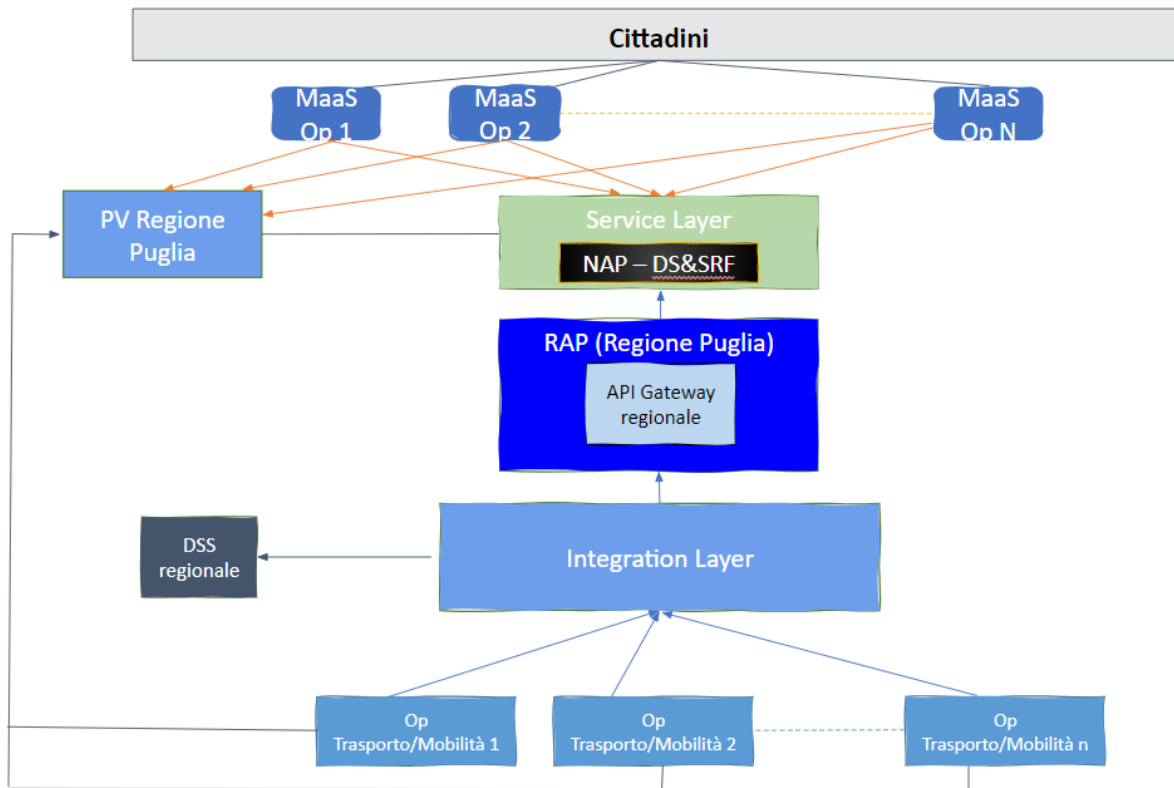 Cittadini
MaaS
Op 1
MaaS
Op 2
MaaS
Op N
PV Regione
Puglia
Service Layer
NAP – DS&SRF
RAP (Regione Puglia)
API Gateway
regionale
DSS
regionale
Integration Layer
Op
Trasporto/Mobilità 1
Op
Trasporto/Mobilità 2
Op
Trasporto/Mobilità n